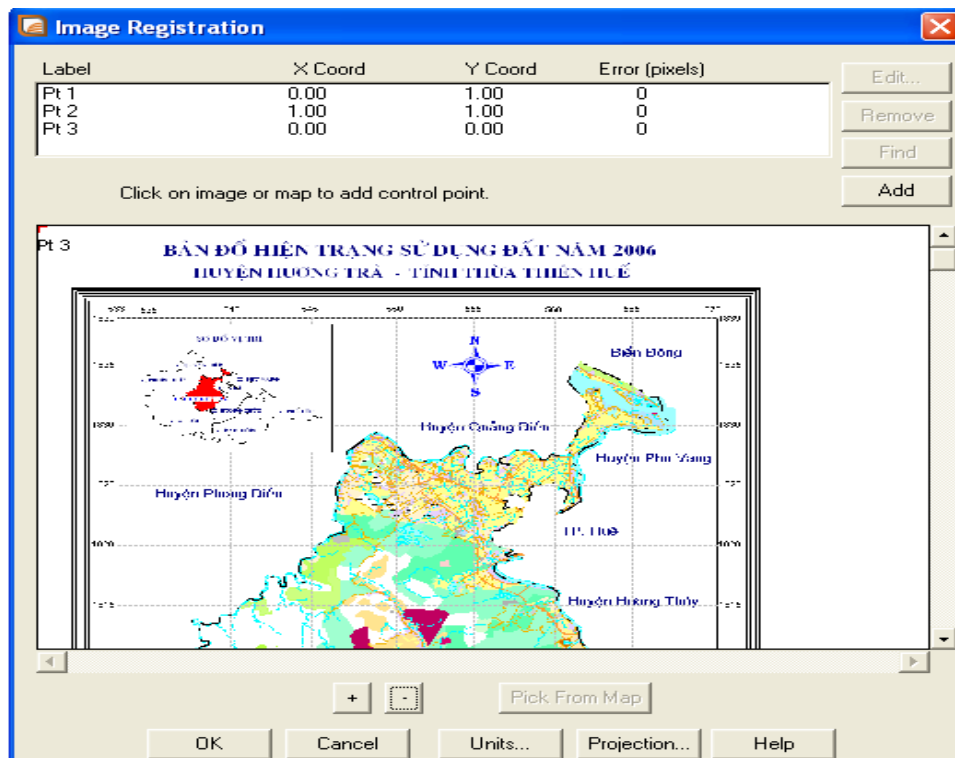 Image Registration
Label X Coord Y Coord Error (pixels)
Pt 1 0.00 1.00 0
Pt 2 1.00 1.00 0
Pt 3 0.00 0.00 0
Edit...
Remove
Find
Add
Click on image or map to add control point.
Pt 3
BẢN ĐỒ HIỆN TRẠNG SỬ DỤNG ĐẤT NĂM 2006
HUYỆN HƯƠNG TRÀ - TỈNH THỪA THIÊN HUẾ
SƠ ĐỒ VỊ TRÍ
N
W E
S
Biển Đông
Huyện Quảng Điền
Huyện Phú Vang
Huyện Phong Điền
TP. Huế
Huyện Hương Thủy
+ -
Pick From Map
OK Cancel Units... Projection... Help